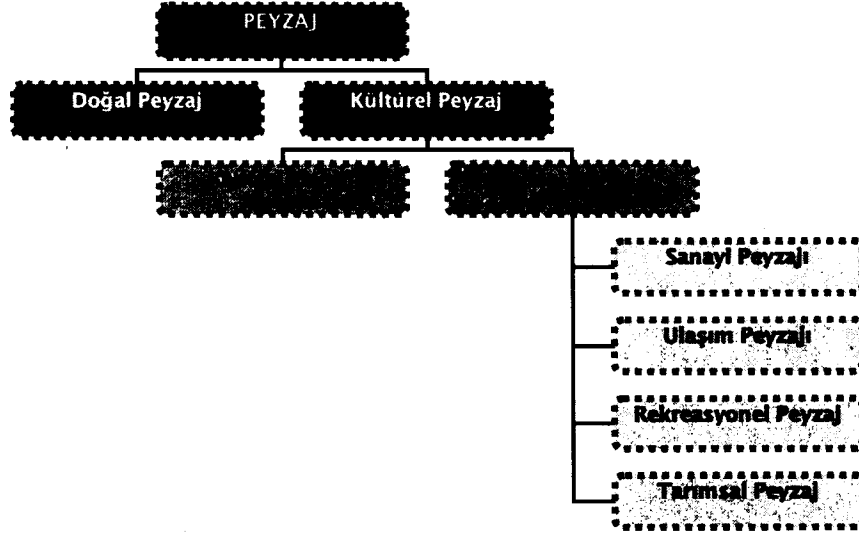 PEYZAJ
Doğal Peyzaj
Kültürel Peyzaj
Sanayi Peyzajı
Ulaşım Peyzajı
Rekreasyonel Peyzaj
Tarımsal Peyzaj